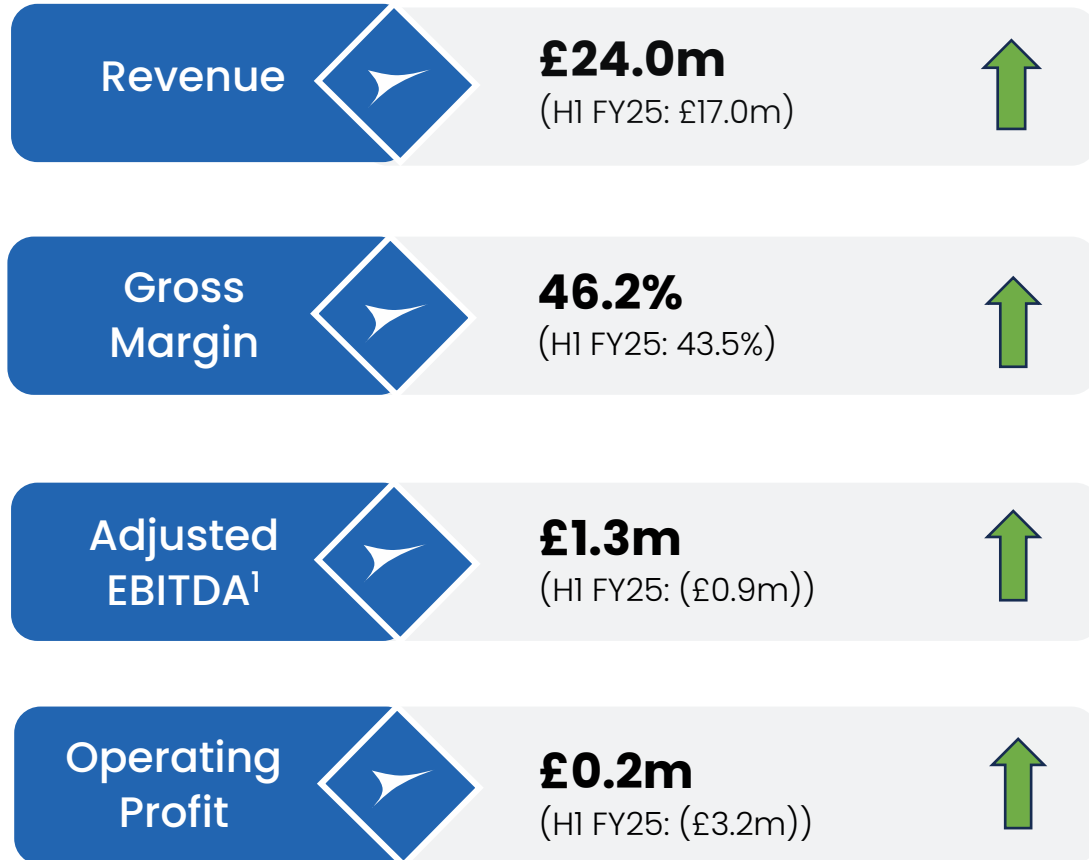 Revenue
£24.0m
(H1 FY25: £17.0m)
Gross
Margin
46.2%
(H1 FY25: 43.5%)
Adjusted
EBITDA¹
£1.3m
(H1 FY25: (£0.9m))
Operating
Profit
£0.2m
(H1 FY25: (£3.2m))